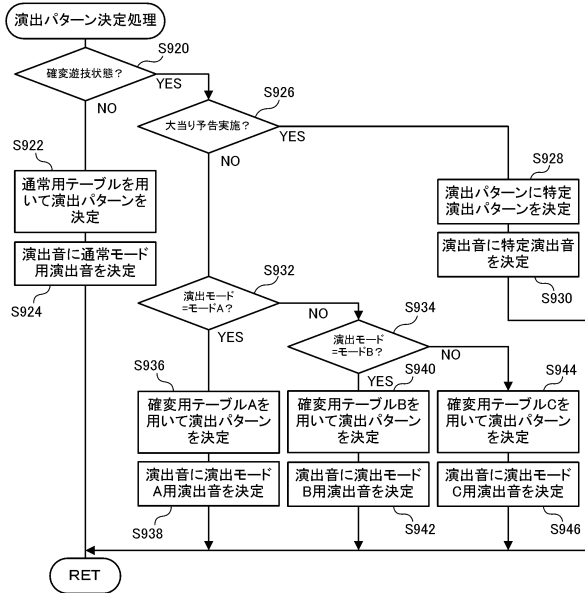 演出パターン決定処理
S920
確変遊技状態？
YES
NO
S926
大当り予告実施？
YES
NO
S922
通常用テーブルを用
いて演出パターンを
決定
演出音に通常モード
用演出音を決定
S924
S928
演出パターンに特定
演出パターンを決定
演出音に特定演出音
を決定
S930
S932
演出モード
=モードA？
NO
YES
S934
演出モード
=モードB？
NO
YES
S936
確変用テーブルAを
用いて演出パターン
を決定
演出音に演出モード
A用演出音を決定
S938
S940
確変用テーブルBを
用いて演出パターン
を決定
演出音に演出モード
B用演出音を決定
S942
S944
確変用テーブルCを
用いて演出パターン
を決定
演出音に演出モード
C用演出音を決定
S946
RET